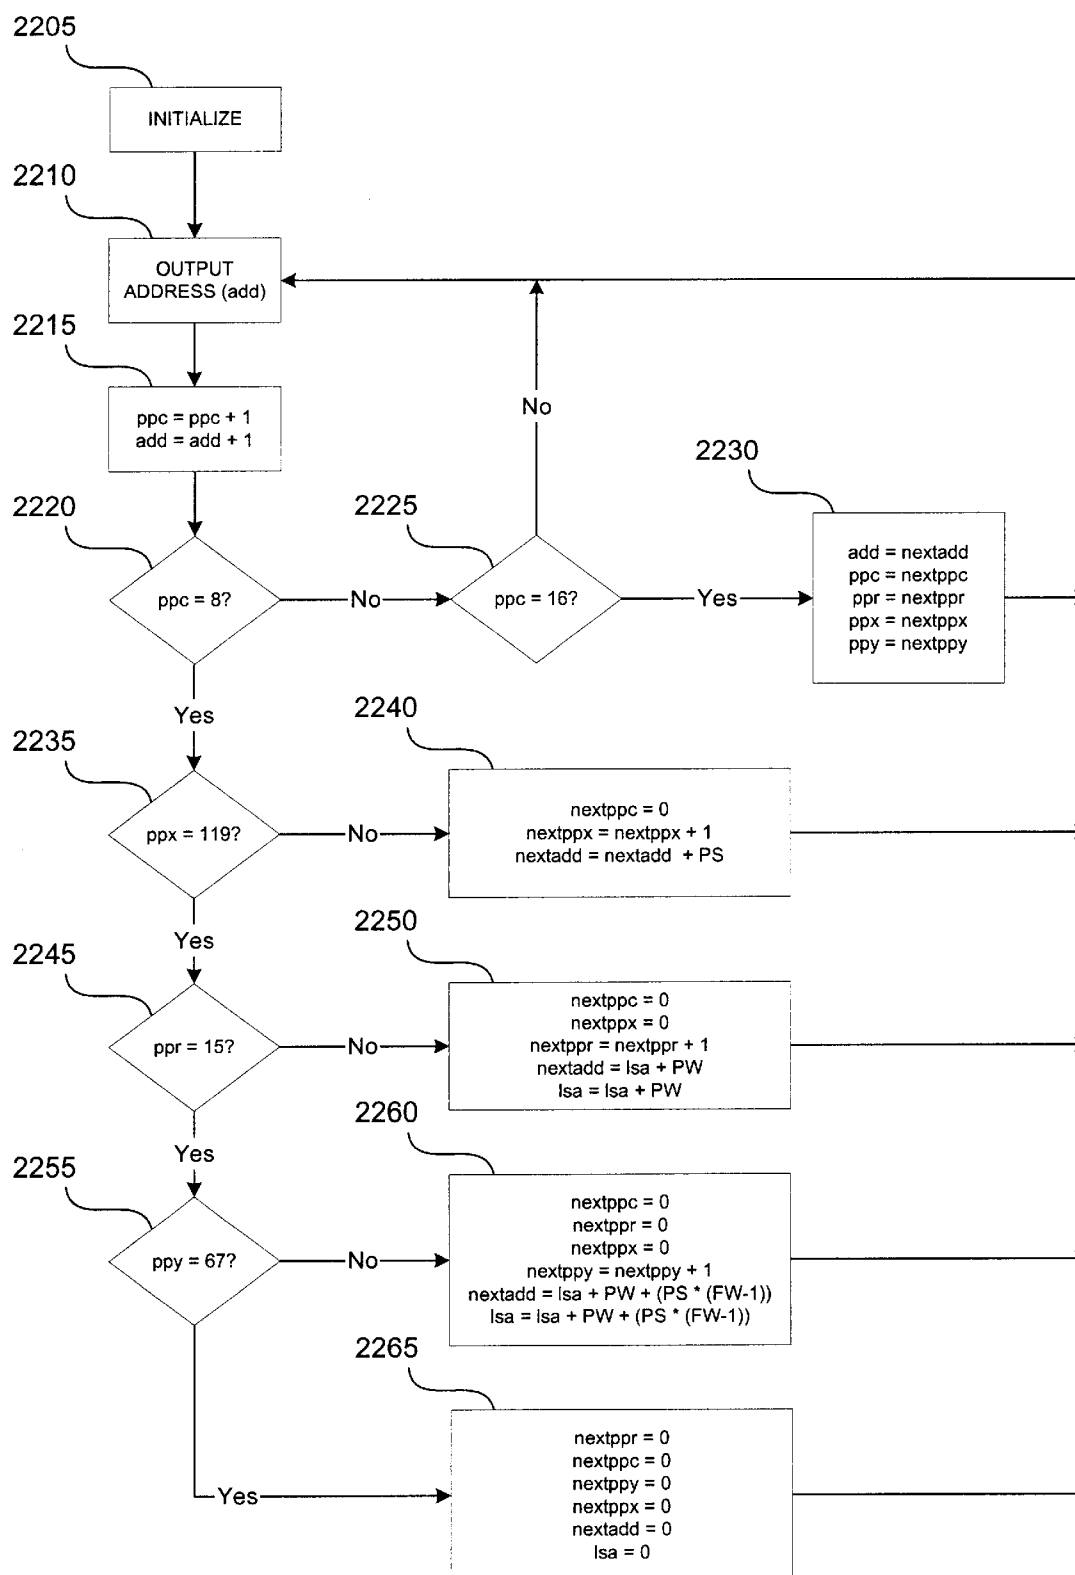 2205
INITIALIZE
2210
OUTPUT
ADDRESS (add)
2215
ppc = ppc + 1
add = add + 1
No
2220
2225
2230
ppc = 8?
No
ppc = 16?
Yes
add = nextadd
ppc = nextppc
ppr = nextppr
ppx = nextppx
ppy = nextppy
Yes
2235
2240
ppx = 119?
No
nextppc = 0
nextppx = nextppx + 1
nextadd = nextadd + PS
Yes
2245
2250
ppr = 15?
No
nextppc = 0
nextppx = 0
nextppr = nextppr + 1
nextadd = lsa + PW
lsa = lsa + PW
Yes
2255
2260
ppy = 67?
No
nextppc = 0
nextppr = 0
nextppx = 0
nextppy = nextppy + 1
nextadd = lsa + PW + (PS * (FW-1))
lsa = lsa + PW + (PS * (FW-1))
2265
Yes
nextppr = 0
nextppc = 0
nextppy = 0
nextppx = 0
nextadd = 0
lsa = 0